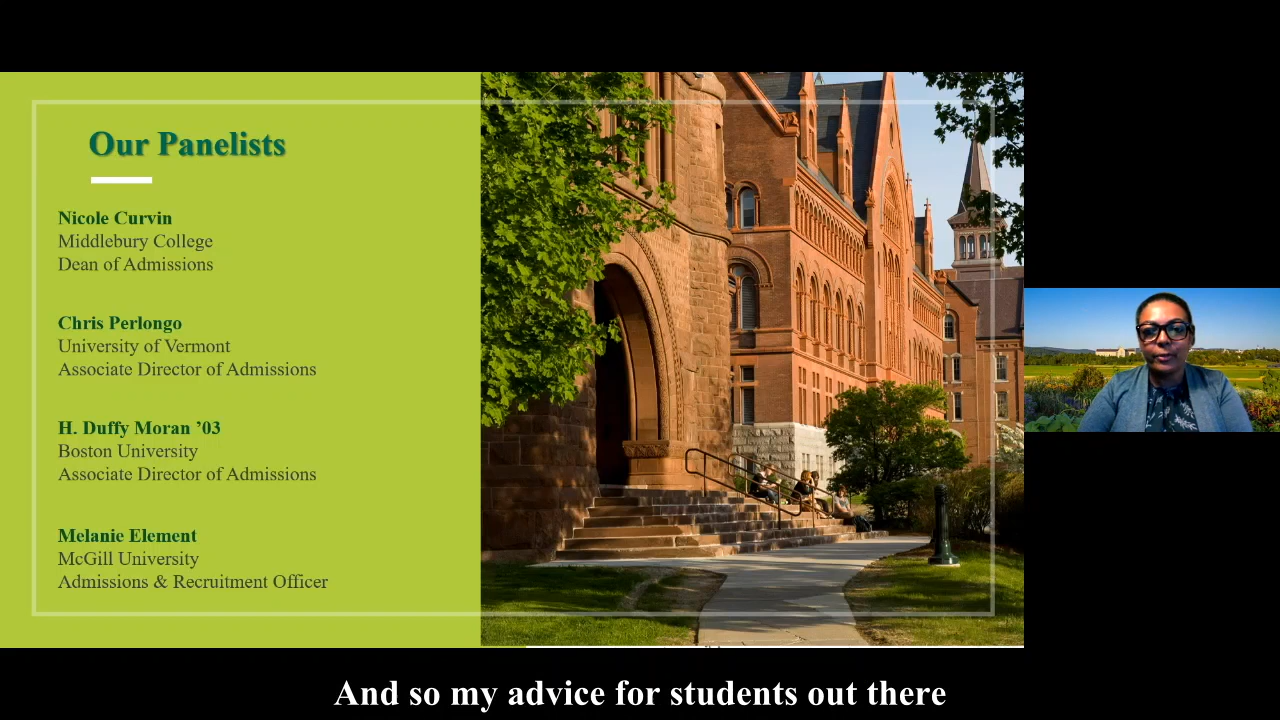 Our Panelists
Nicole Curvin
Middlebury College
Dean of Admissions
Chris Perlongo
University of Vermont
Associate Director of Admissions
H. Duffy Moran ’03
Boston University
Associate Director of Admissions
Melanie Element
McGill University
Admissions & Recruitment Officer
And so my advice for students out there